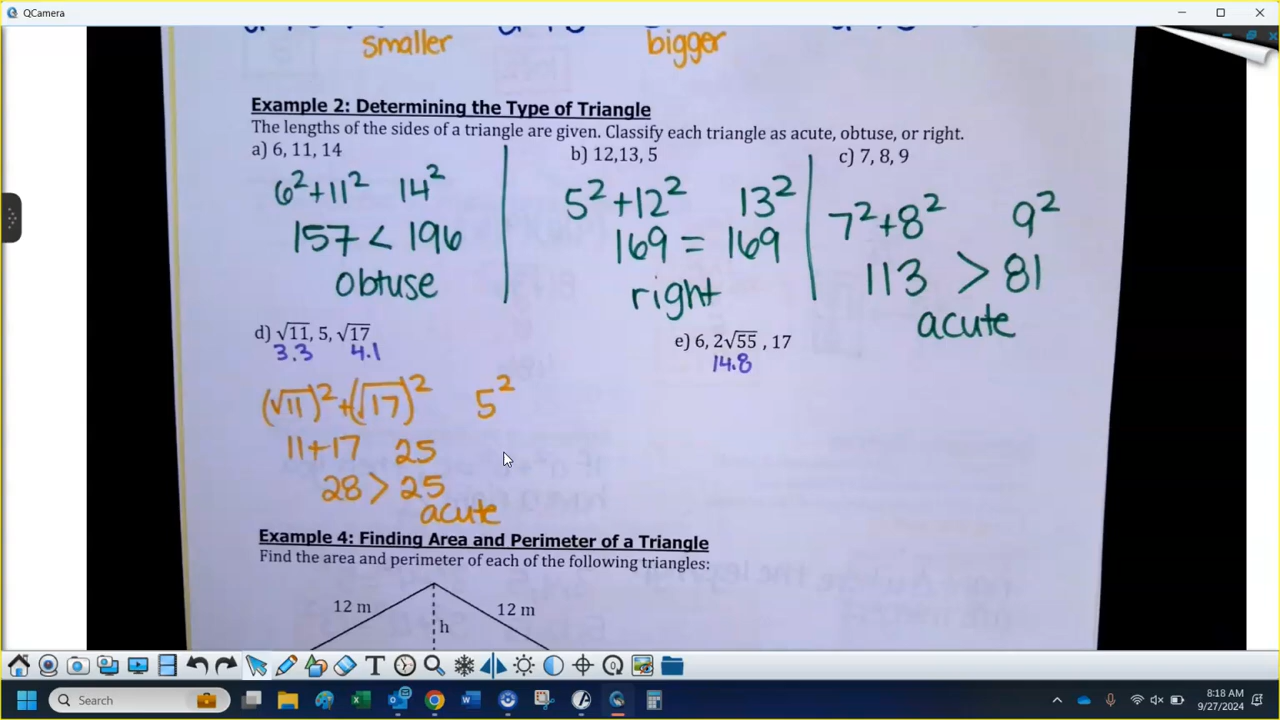 QCamera
smaller
bigger
Example 2: Determining the Type of Triangle
The lengths of the sides of a triangle are given. Classify each triangle as acute, obtuse, or right.
a) 6, 11, 14
6² + 11² 14²
157 < 196
obtuse
b) 12,13, 5
5² + 12² 13²
169 = 169
right
c) 7, 8, 9
7² + 8² 9²
113 > 81
acute
d) √11, 5, √17
3.3 4.1
(√11)² + (√17)² 5²
11 + 17 25
28 > 25
acute
e) 6, 2√55 , 17
14.8
Example 4: Finding Area and Perimeter of a Triangle
Find the area and perimeter of each of the following triangles:
12 m 12 m
h
Search
8:18 AM
9/27/2024